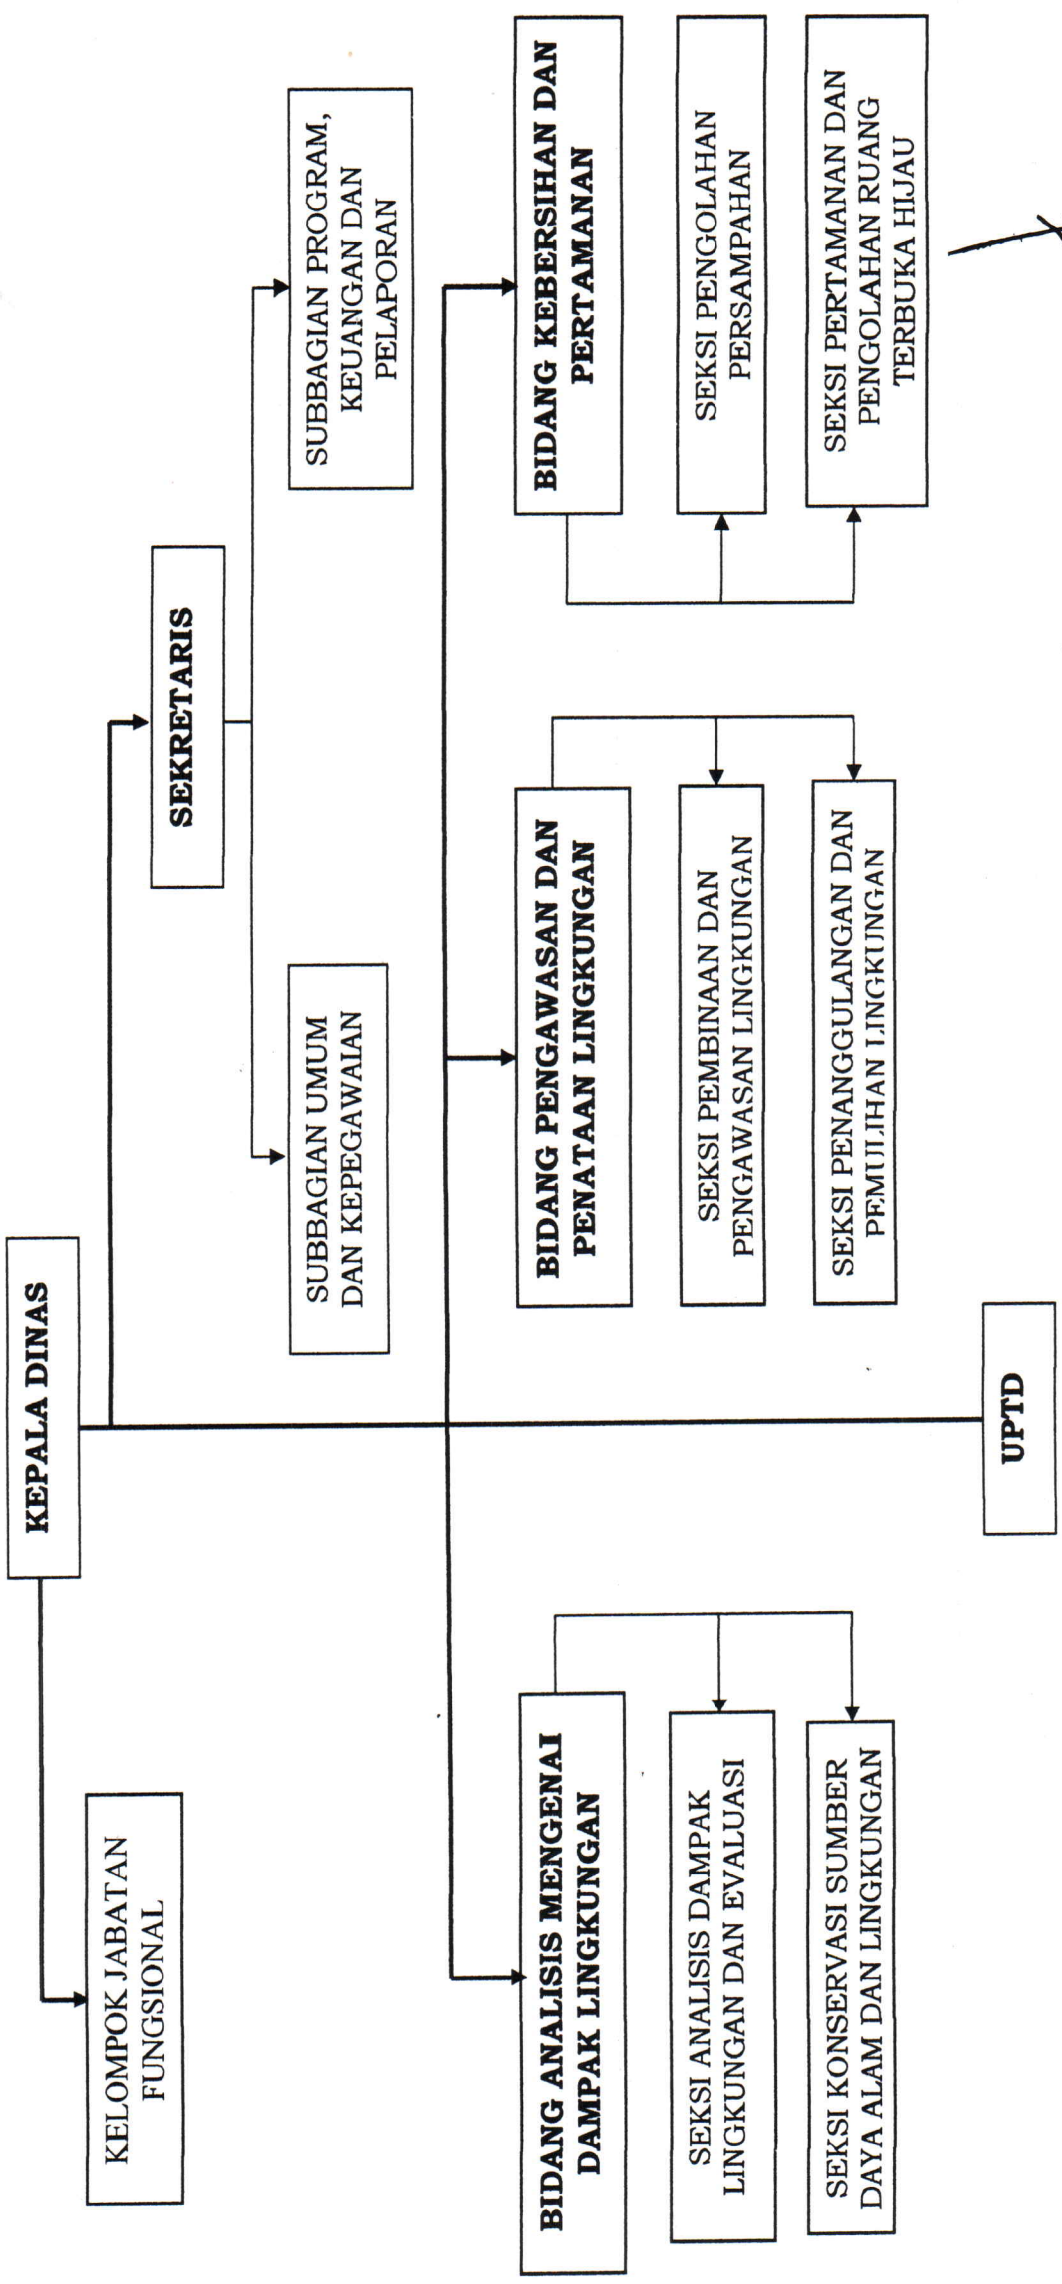 KEPALA DINAS
KELOMPOK JABATAN
FUNGSIONAL
SEKRETARIS
SUBBAGIAN UMUM
DAN KEPEGAWAIAN
SUBBAGIAN PROGRAM,
KEUANGAN DAN
PELAPORAN
BIDANG ANALISIS MENGENAI
DAMPAK LINGKUNGAN
SEKSI ANALISIS DAMPAK
LINGKUNGAN DAN EVALUASI
SEKSI KONSERVASI SUMBER
DAYA ALAM DAN LINGKUNGAN
BIDANG PENGAWASAN DAN
PENATAAN LINGKUNGAN
SEKSI PEMBINAAN DAN
PENGAWASAN LINGKUNGAN
SEKSI PENANGGULANGAN DAN
PEMULIHAN LINGKUNGAN
BIDANG KEBERSIHAN DAN
PERTAMANAN
SEKSI PENGOLAHAN
PERSAMPAHAN
SEKSI PERTAMANAN DAN
PENGOLAHAN RUANG
TERBUKA HIJAU
UPTD